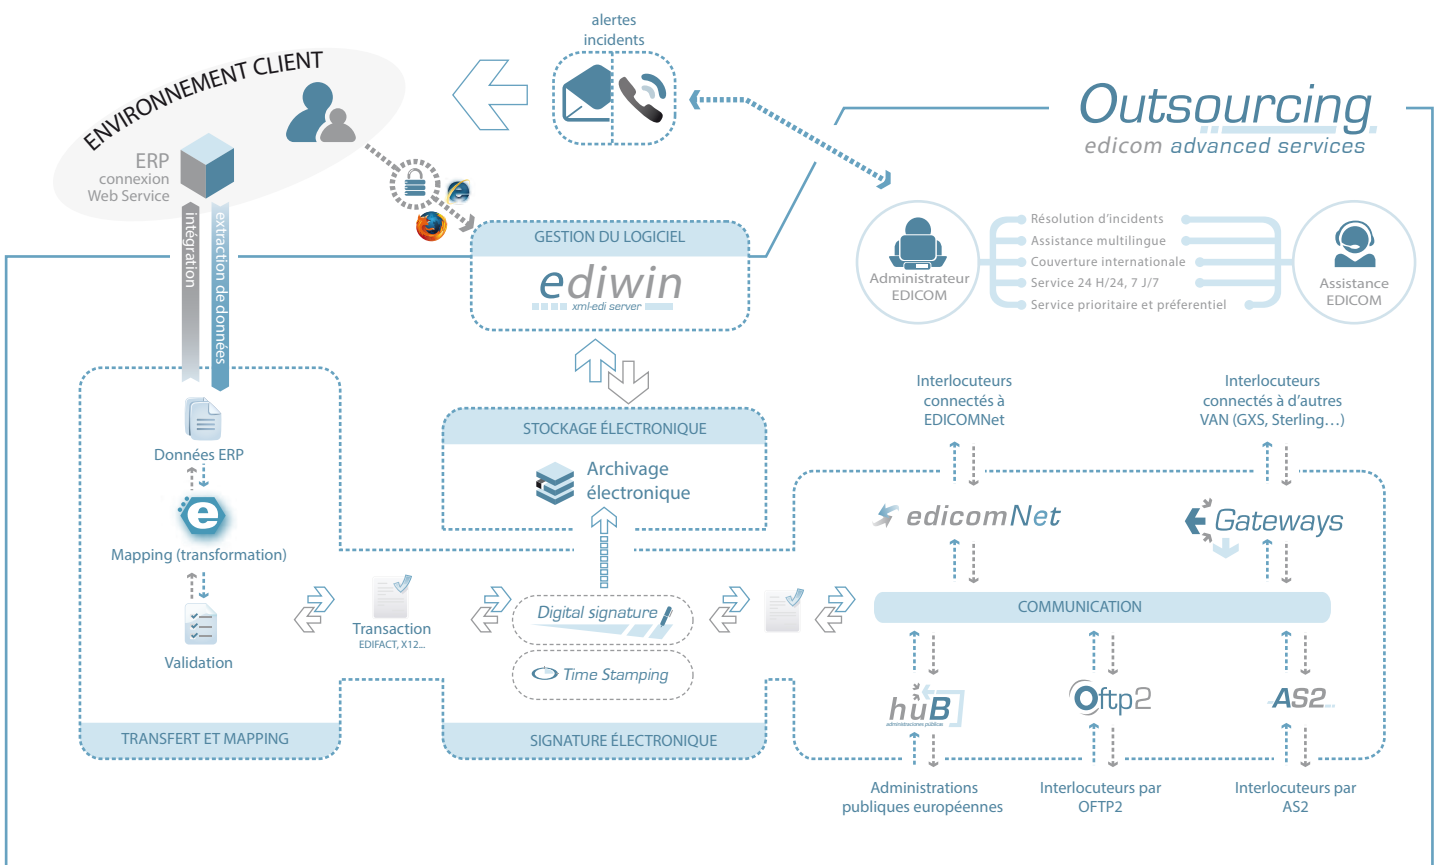 alertes
incidents
ENVIRONNEMENT CLIENT
ERP
connexion
Web Service
intégration
extraction de données
Outsourcing
edicom advanced services
GESTION DU LOGICIEL
ediwin
xml-edi server
Administrateur
EDICOM
Résolution d'incidents
Assistance multilingue
Couverture internationale
Service 24 H/24, 7 J/7
Service prioritaire et préferentiel
Assistance
EDICOM
Données ERP
Mapping (transformation)
Validation
TRANSFERT ET MAPPING
STOCKAGE ÉLECTRONIQUE
Archivage
électronique
Transaction
EDIFACT, X12...
Digital signature
Time Stamping
SIGNATURE ÉLECTRONIQUE
Interlocuteurs
connectés à
EDICOMNet
Interlocuteurs
connectés à d'autres
VAN (GXS, Sterling…)
edicomNet
Gateways
COMMUNICATION
huB
administraciones públicas
Oftp2
AS2
Administrations
publiques européennes
Interlocuteurs par
OFTP2
Interlocuteurs par
AS2